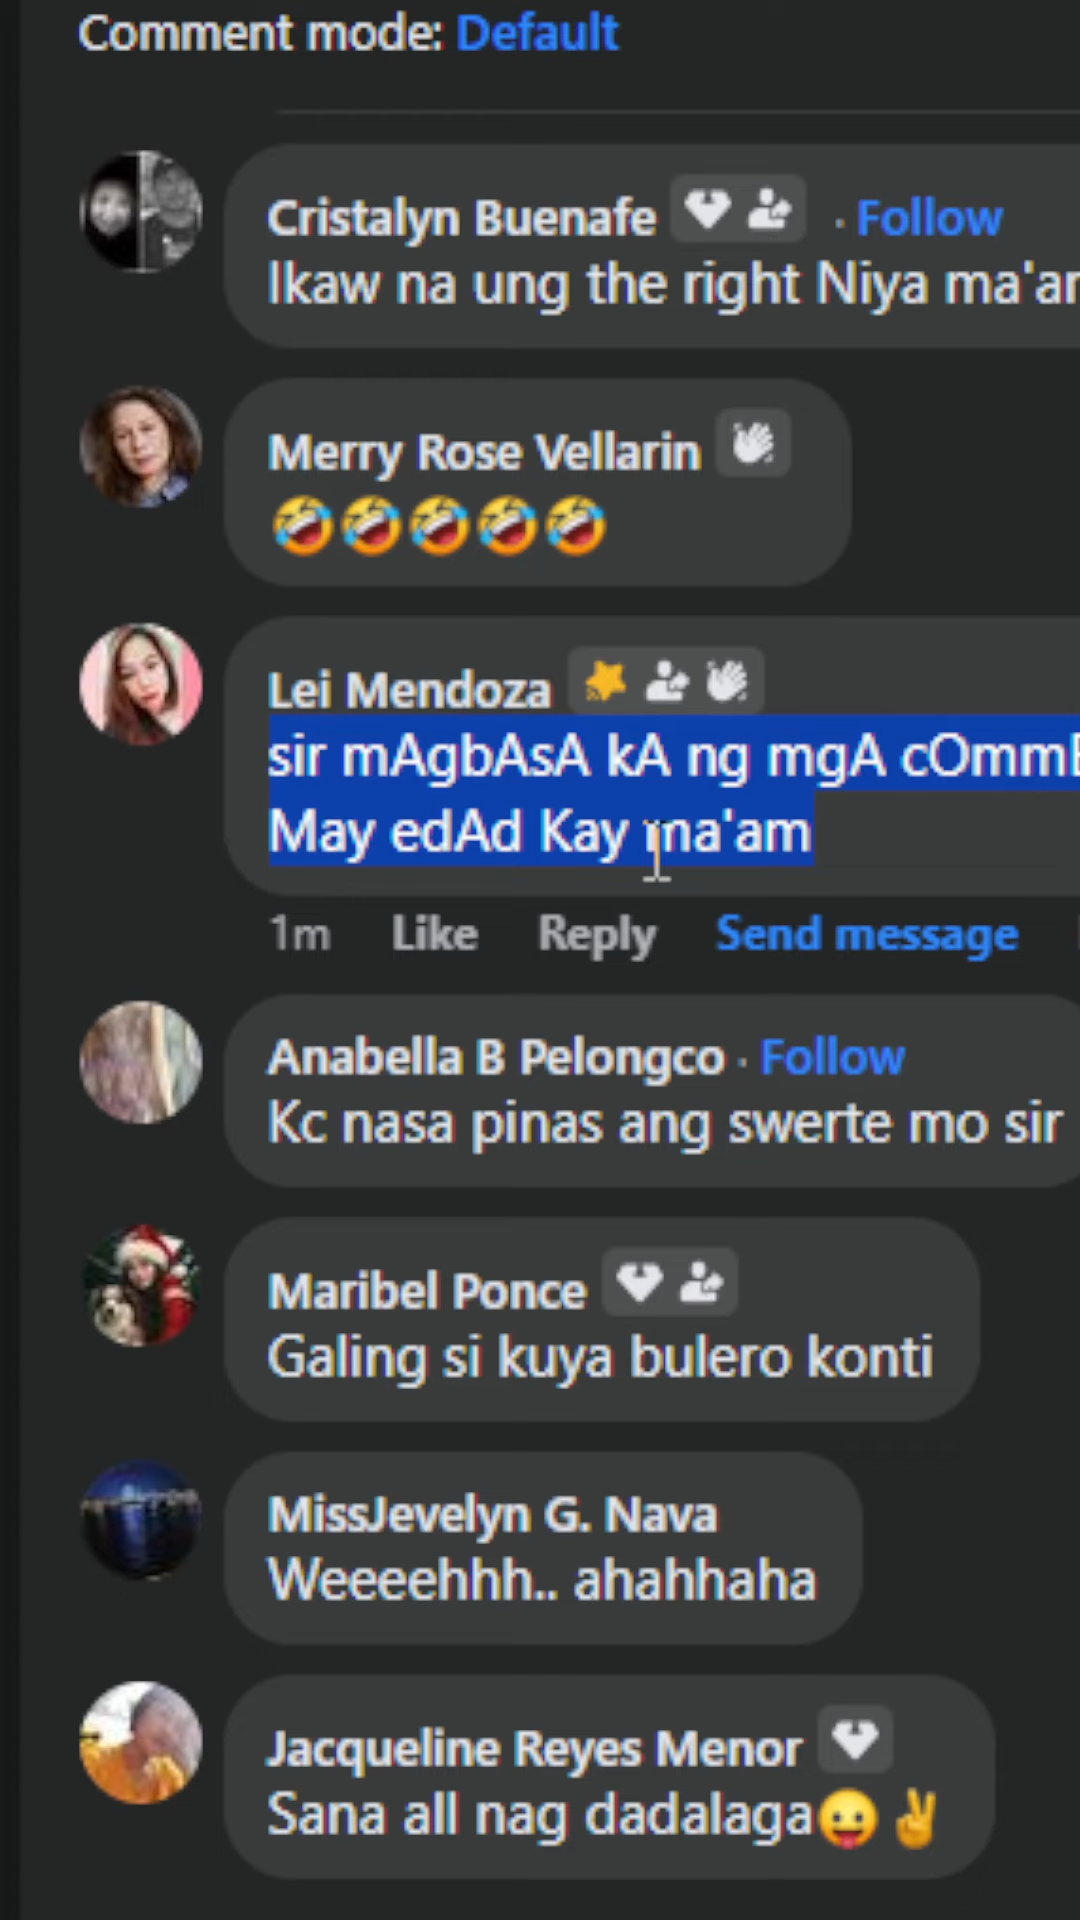 Comment mode: Default
Cristalyn Buenafe · Follow
Ikaw na ung the right Niya
Merry Rose Vellarin
🤣🤣🤣🤣🤣
Lei Mendoza
sir mAgbAsA kA ng mgA
May edAd Kay ma'am
1m Like Reply Send message
Anabella B Pelongco · Follow
Kc nasa pinas ang swerte mo sir
Maribel Ponce
Galing si kuya bulero konti
MissJevelyn G. Nava
Weeeehhh.. ahahhaha
Jacqueline Reyes Menor
Sana all nag dadalaga😛✌